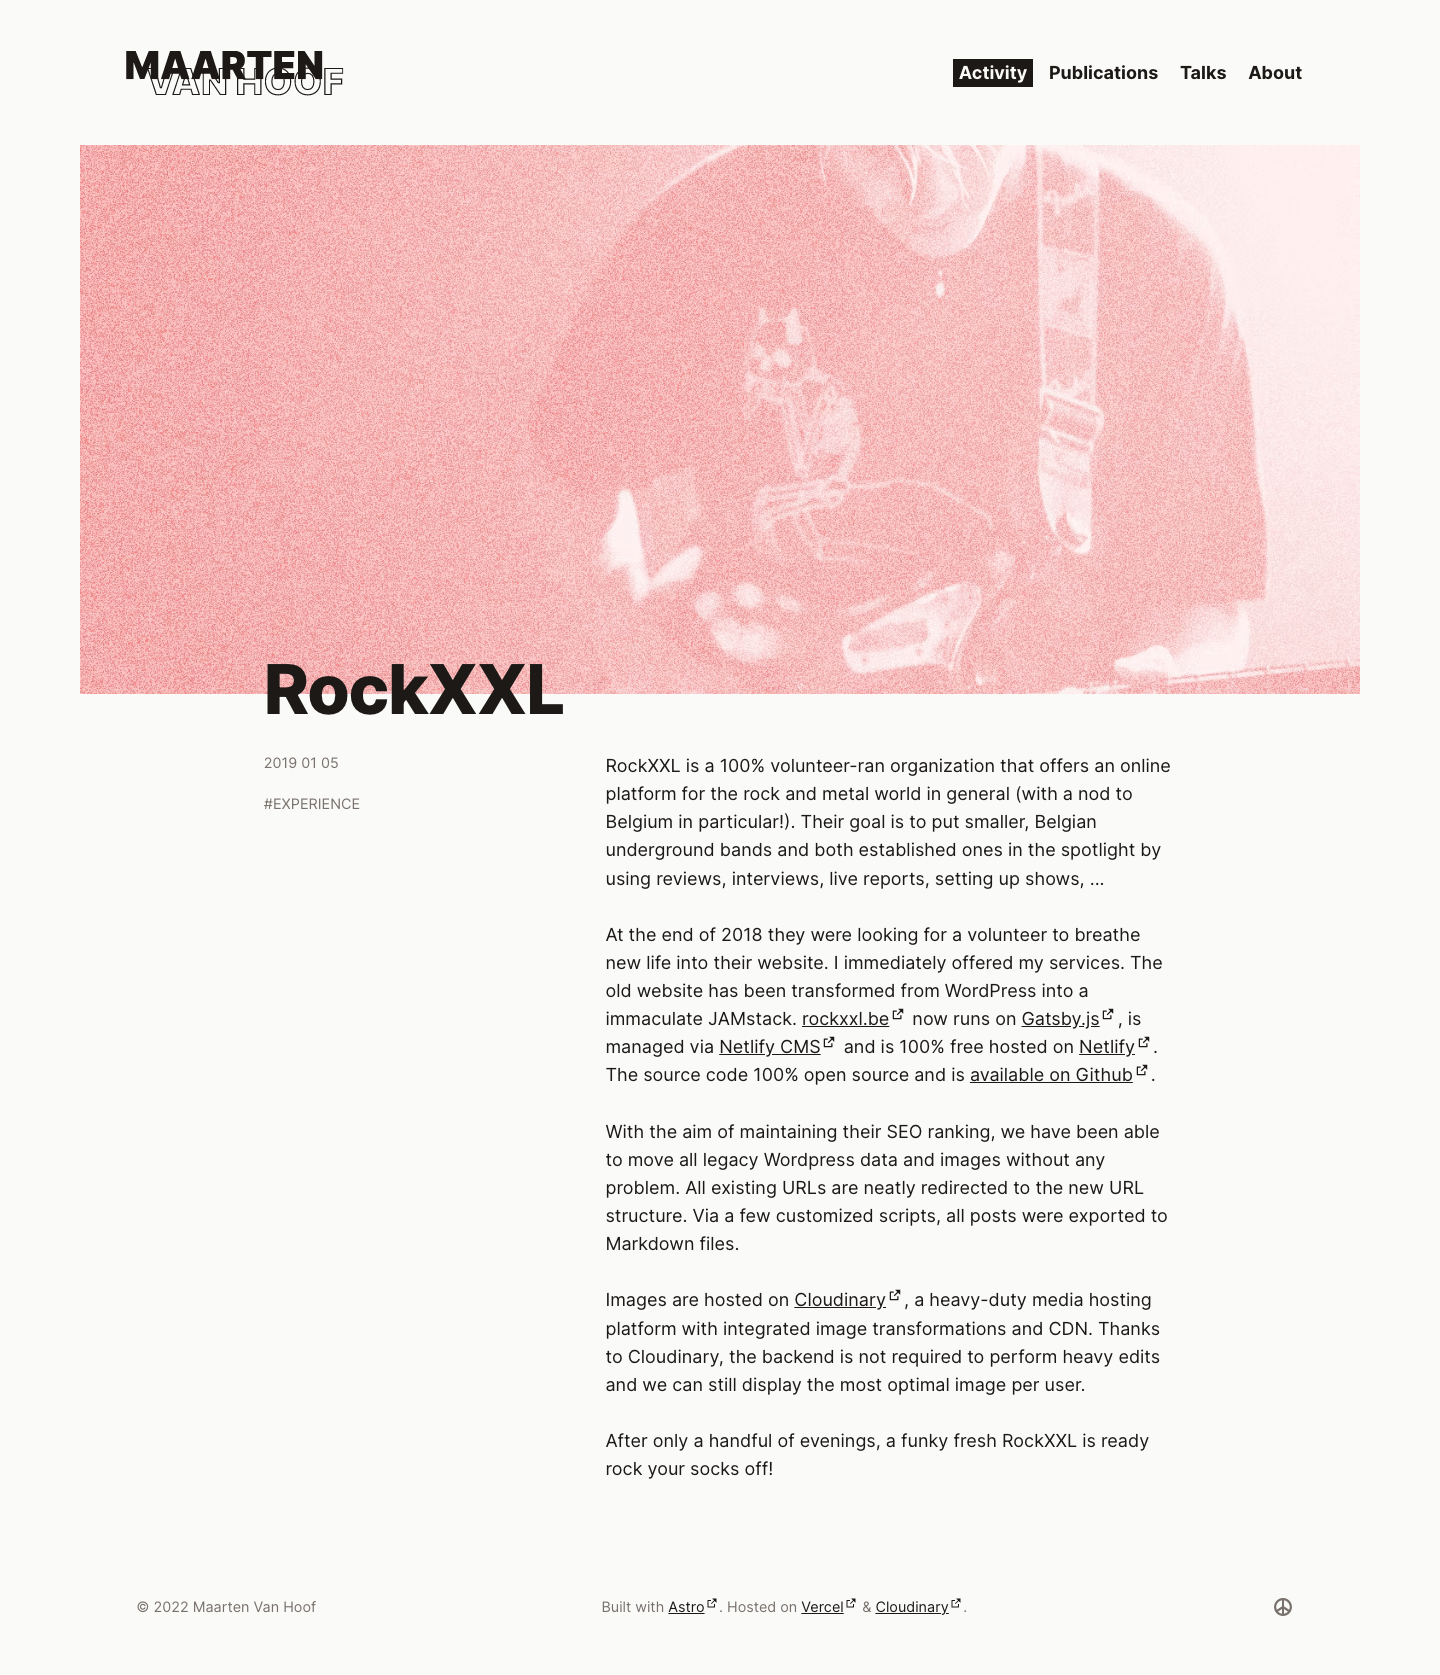 MAARTEN
VAN HOOF
Activity Publications Talks About
RockXXL
2019 01 05
#EXPERIENCE
RockXXL is a 100% volunteer-ran organization that offers an online
platform for the rock and metal world in general (with a nod to
Belgium in particular!). Their goal is to put smaller, Belgian
underground bands and both established ones in the spotlight by
using reviews, interviews, live reports, setting up shows, ...
At the end of 2018 they were looking for a volunteer to breathe
new life into their website. I immediately offered my services. The
old website has been transformed from WordPress into a
immaculate JAMstack. rockxxl.be now runs on Gatsby.js, is
managed via Netlify CMS and is 100% free hosted on Netlify.
The source code 100% open source and is available on Github.
With the aim of maintaining their SEO ranking, we have been able
to move all legacy Wordpress data and images without any
problem. All existing URLs are neatly redirected to the new URL
structure. Via a few customized scripts, all posts were exported to
Markdown files.
Images are hosted on Cloudinary, a heavy-duty media hosting
platform with integrated image transformations and CDN. Thanks
to Cloudinary, the backend is not required to perform heavy edits
and we can still display the most optimal image per user.
After only a handful of evenings, a funky fresh RockXXL is ready
rock your socks off!
© 2022 Maarten Van Hoof
Built with Astro. Hosted on Vercel & Cloudinary.